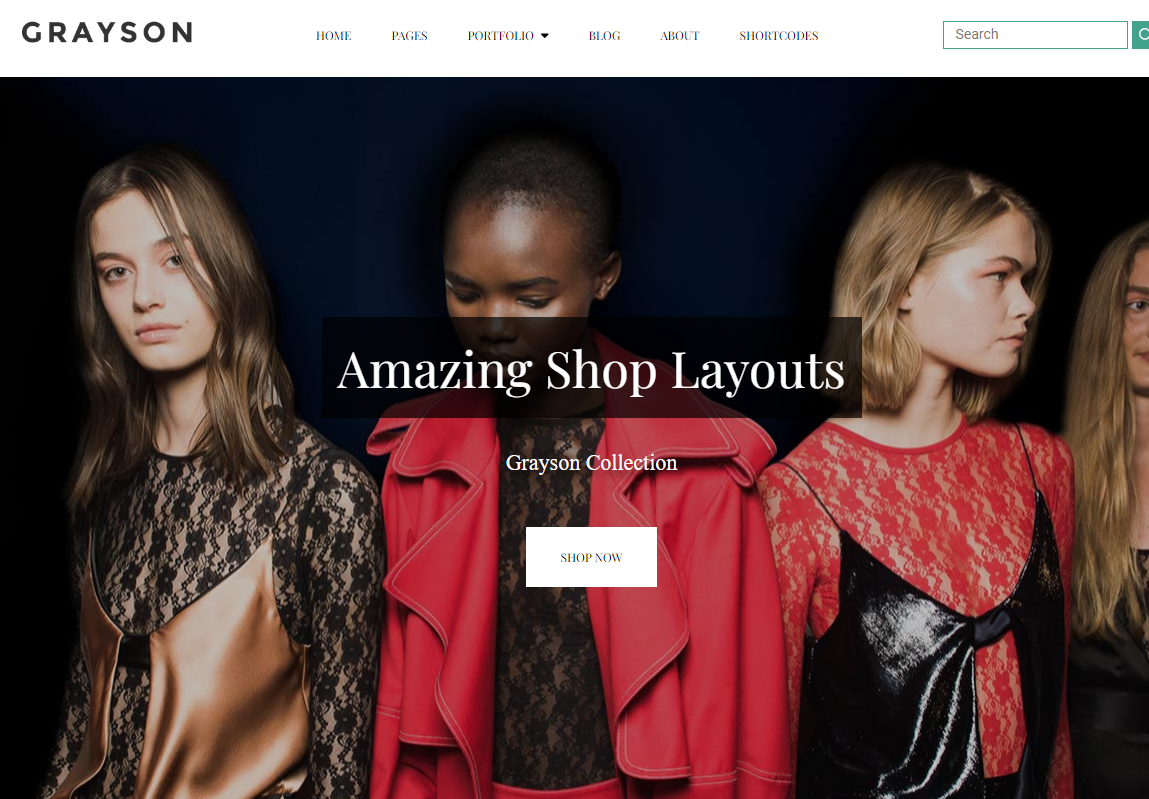 GRAYSON
HOME PAGES PORTFOLIO BLOG ABOUT SHORTCODES
Search
Amazing Shop Layouts
Grayson Collection
SHOP NOW